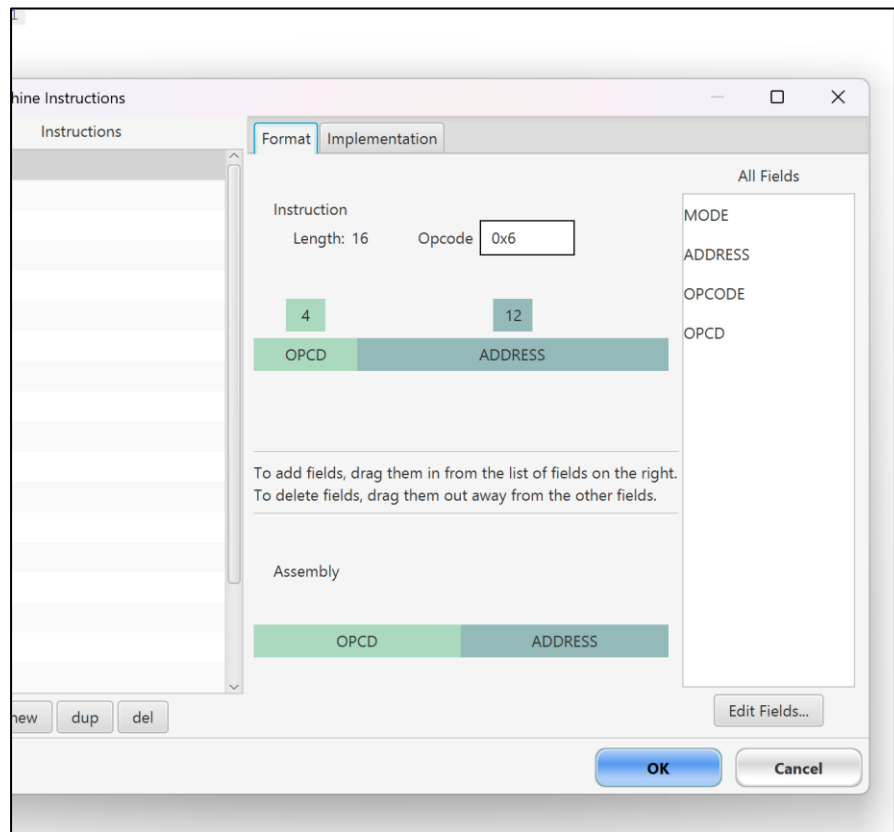 hine Instructions
Instructions
Format Implementation
All Fields
Instruction
Length: 16 Opcode 0x6
MODE
ADDRESS
OPCODE
OPCD
4 12
OPCD ADDRESS
To add fields, drag them in from the list of fields on the right.
To delete fields, drag them out away from the other fields.
Assembly
OPCD ADDRESS
new dup del
Edit Fields...
OK Cancel